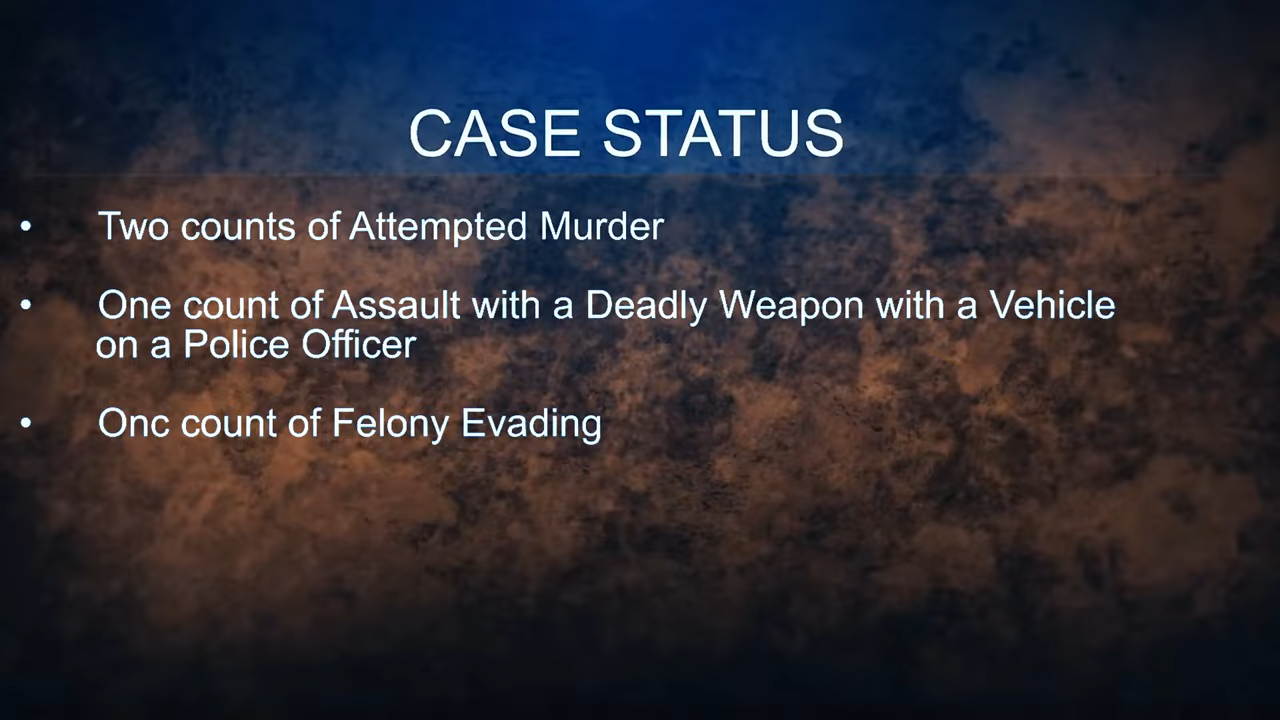 CASE STATUS
• Two counts of Attempted Murder
• One count of Assault with a Deadly Weapon with a Vehicle
on a Police Officer
• Onc count of Felony Evading